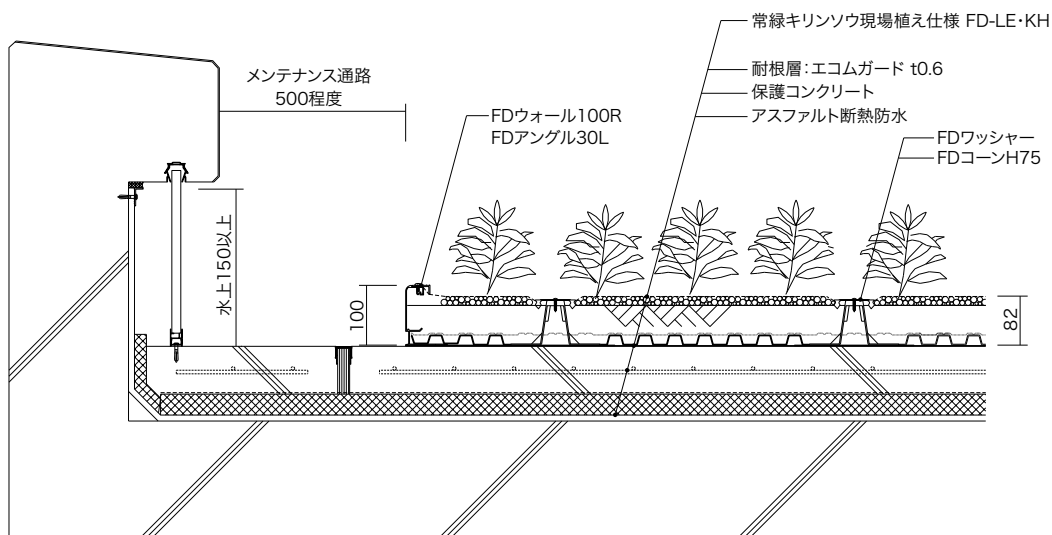 常緑キリンソウ現場植え仕様 FD-LE・KH
メンテナンス通路
500程度
耐根層：エコムガード t0.6
保護コンクリート
アスファルト断熱防水
FDウォール100R
FDアングル30L
FDワッシャー
FDコーンH75
水上150以上
100
82